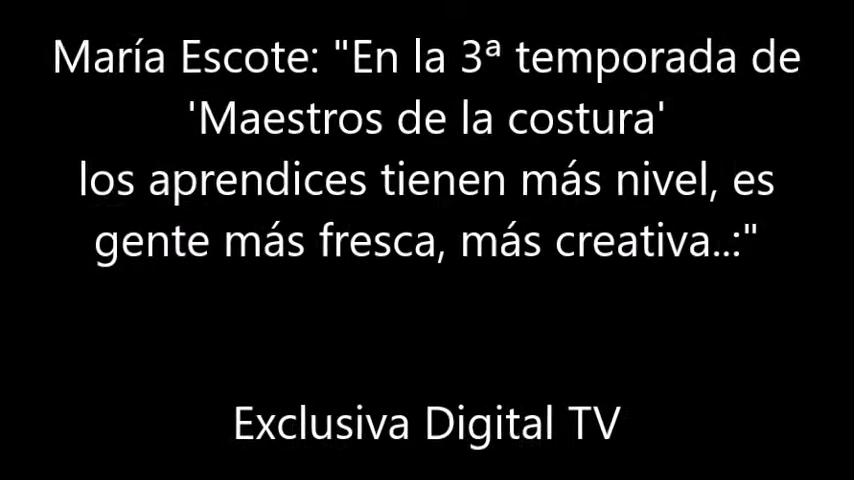 María Escote: "En la 3ª temporada de
'Maestros de la costura'
los aprendices tienen más nivel, es
gente más fresca, más creativa..:"
Exclusiva Digital TV